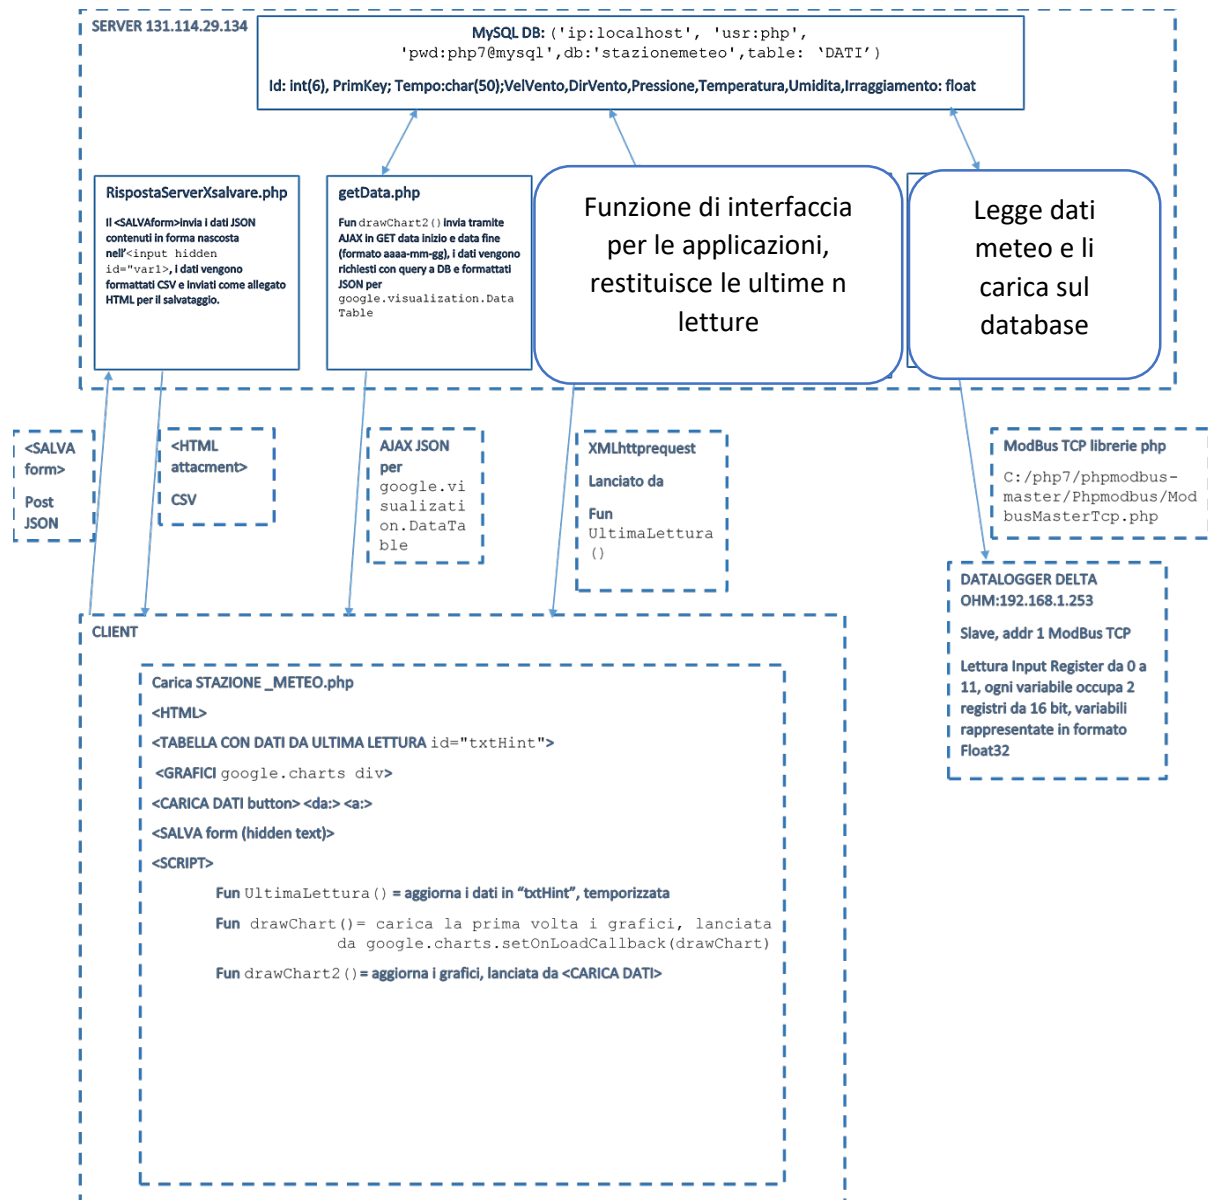 SERVER 131.114.29.134
MySQL DB: ('ip:localhost', 'usr:php',
'pwd:php7@mysql',db:'stazionemeteo',table: ‘DATI’)
Id: int(6), PrimKey; Tempo:char(50);VelVento,DirVento,Pressione,Temperatura,Umidita,Irraggiamento: float
RispostaServerXsalvare.php
Il <SALVAform>invia i dati JSON
contenuti in forma nascosta
nell’<input hidden
id="var1>, i dati vengono
formattati CSV e inviati come allegato
HTML per il salvataggio.
getData.php
Fun drawChart2()invia tramite
AJAX in GET data inizio e data fine
(formato aaaa-mm-gg), i dati vengono
richiesti con query a DB e formattati
JSON per
google.visualization.Data
Table
Funzione di interfaccia
per le applicazioni,
restituisce le ultime n
letture
Legge dati
meteo e li
carica sul
database
<SALVA
form>
Post
JSON
<HTML
attacment>
CSV
AJAX JSON
per
google.vi
sualizati
on.DataTa
ble
XMLhttprequest
Lanciato da
Fun
UltimaLettura
()
ModBus TCP librerie php
C:/php7/phpmodbus-
master/Phpmodbus/Mod
busMasterTcp.php
DATALOGGER DELTA
OHM:192.168.1.253
Slave, addr 1 ModBus TCP
Lettura Input Register da 0 a
11, ogni variabile occupa 2
registri da 16 bit, variabili
rappresentate in formato
Float32
CLIENT
Carica STAZIONE _METEO.php
<HTML>
<TABELLA CON DATI DA ULTIMA LETTURA id="txtHint">
<GRAFICI google.charts div>
<CARICA DATI button> <da:> <a:>
<SALVA form (hidden text)>
<SCRIPT>
Fun UltimaLettura() = aggiorna i dati in “txtHint”, temporizzata
Fun drawChart()= carica la prima volta i grafici, lanciata
da google.charts.setOnLoadCallback(drawChart)
Fun drawChart2()= aggiorna i grafici, lanciata da <CARICA DATI>